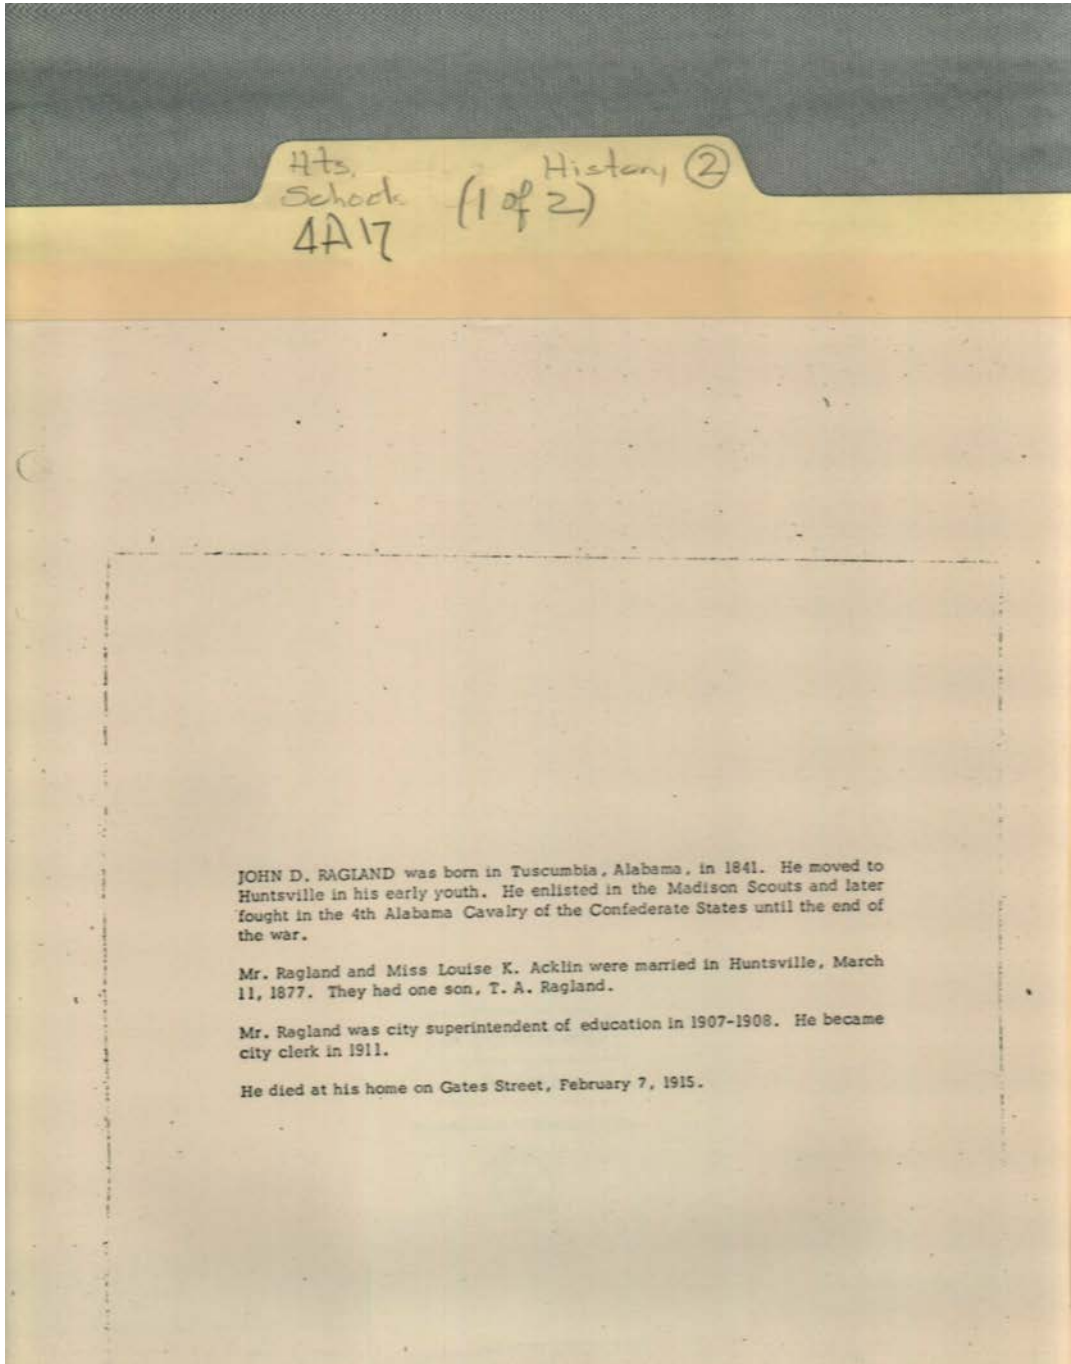 Hts. History 2
Schools (1 of 2)
4A17
JOHN D. RAGLAND was born in Tuscumbia, Alabama, in 1841. He moved to
Huntsville in his early youth. He enlisted in the Madison Scouts and later
fought in the 4th Alabama Cavalry of the Confederate States until the end of
the war.
Mr. Ragland and Miss Louise K. Acklin were married in Huntsville, March
11, 1877. They had one son, T. A. Ragland.
Mr. Ragland was city superintendent of education in 1907-1908. He became
city clerk in 1911.
He died at his home on Gates Street, February 7, 1915.